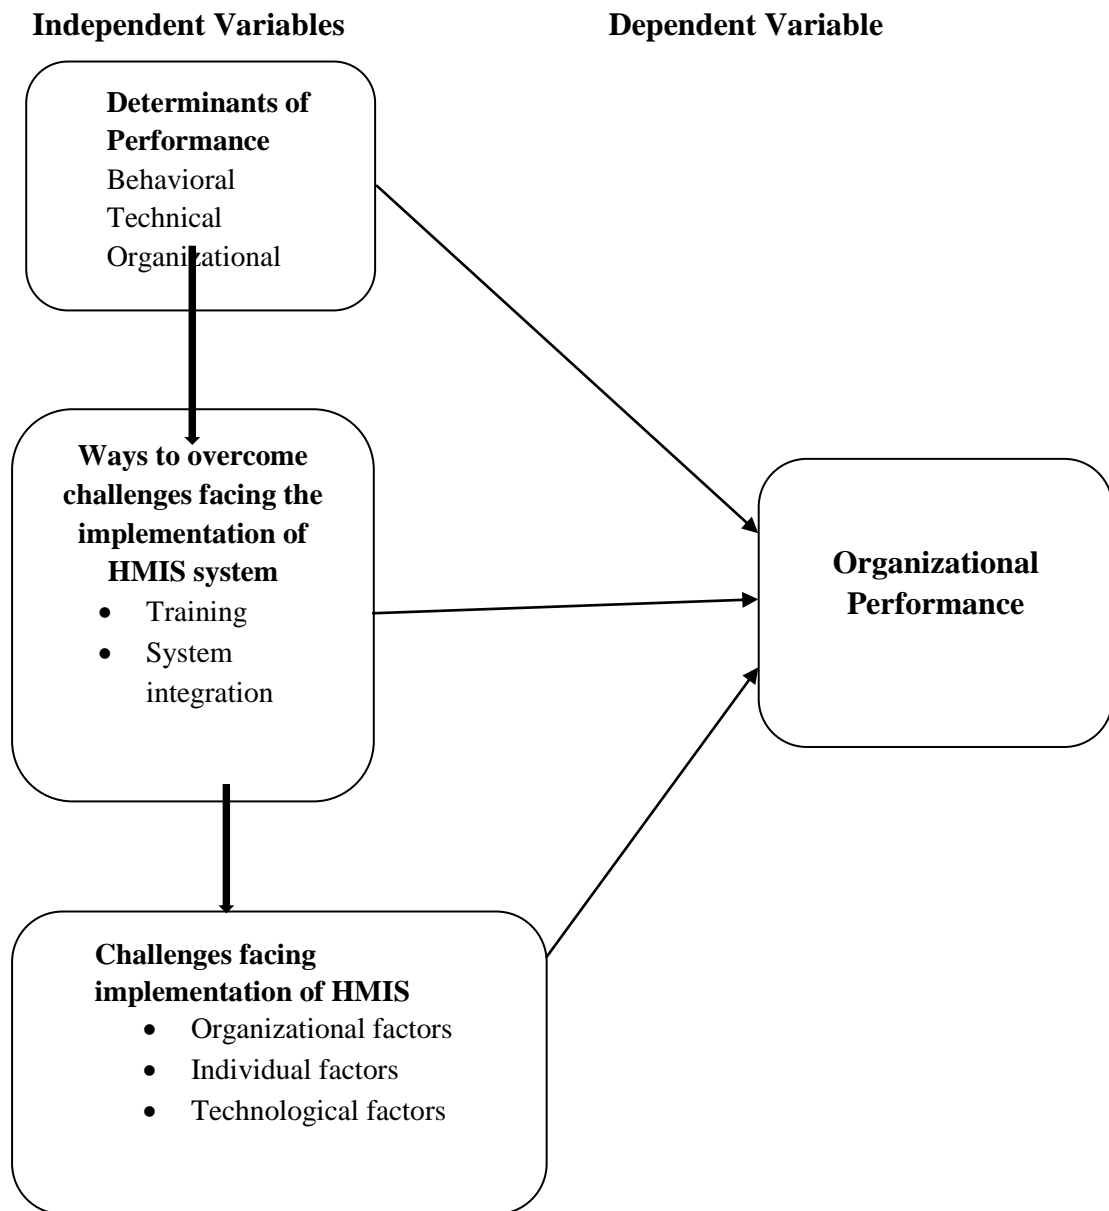 Independent Variables
Dependent Variable
Determinants of
Performance
Behavioral
Technical
Organizational
Ways to overcome
challenges facing the
implementation of
HMIS system
• Training
• System
integration
Organizational
Performance
Challenges facing
implementation of HMIS
• Organizational factors
• Individual factors
• Technological factors